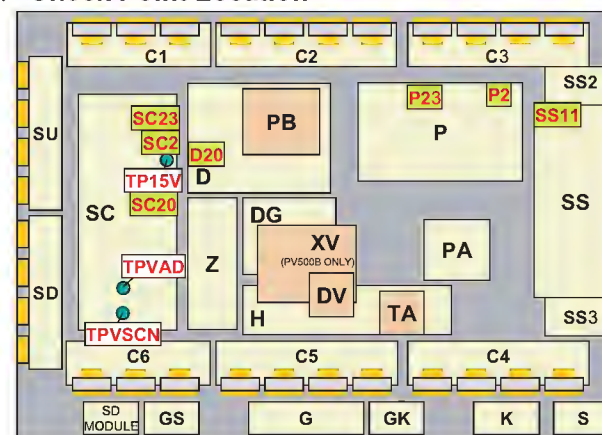 C1
C2
C3
SS2
SU
SC23
SC2
TP15V
SC20
SC
TPVAD
TPVSCN
D20
D
PB
P23
P2
P
SS11
SS
SD
Z
DG
XV
(PV500B ONLY)
DV
H
TA
PA
SS3
C6
C5
C4
SD
MODULE
GS
G
GK
K
S